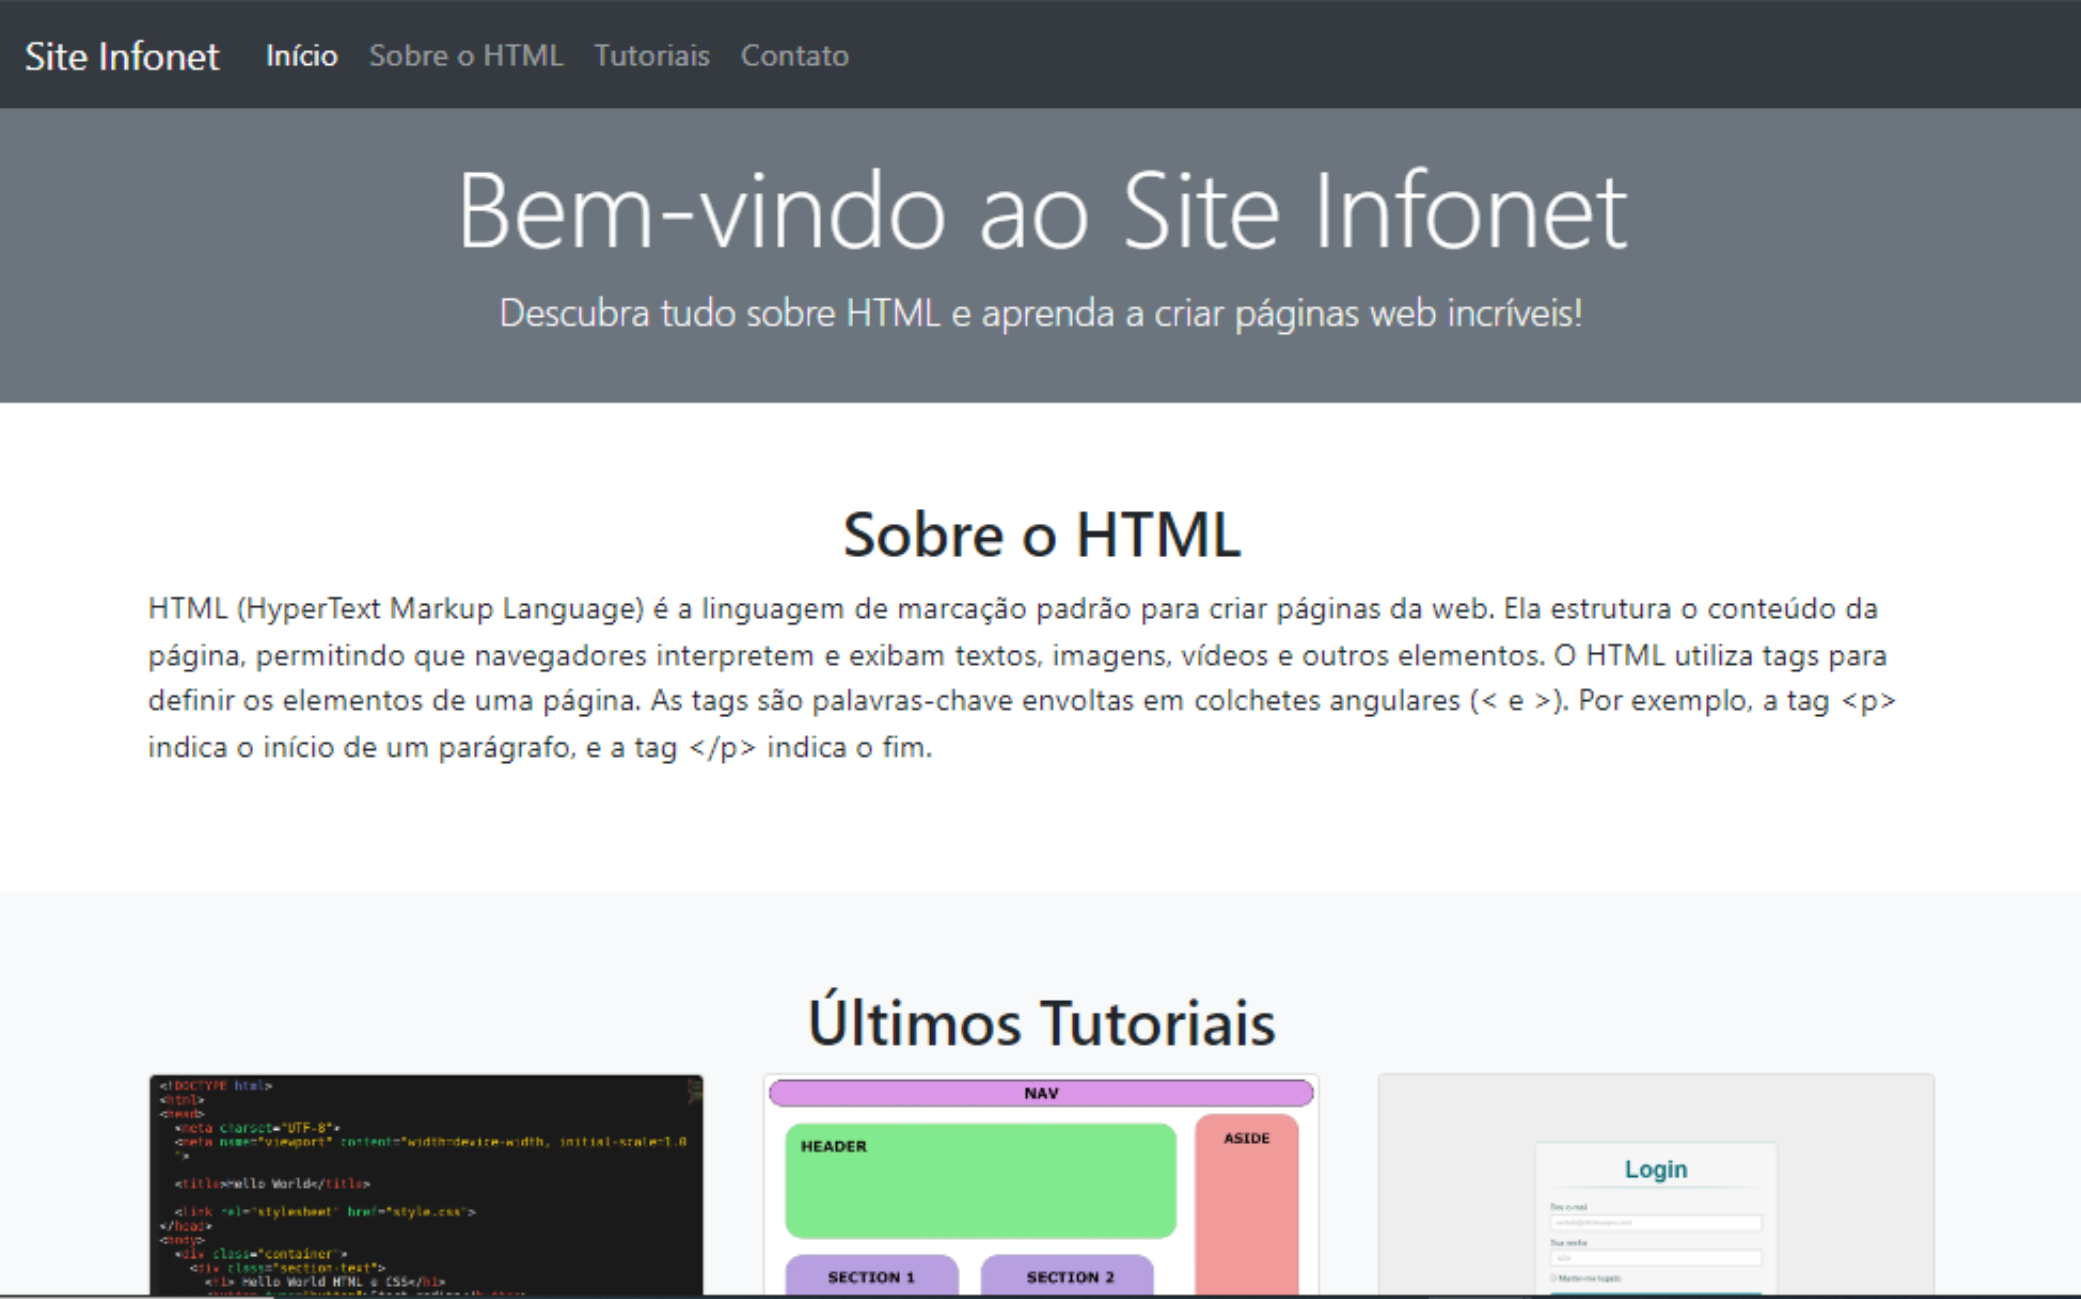 Site Infonet Início Sobre o HTML Tutoriais Contato
Bem-vindo ao Site Infonet
Descubra tudo sobre HTML e aprenda a criar páginas web incríveis!
Sobre o HTML
HTML (HyperText Markup Language) é a linguagem de marcação padrão para criar páginas da web. Ela estrutura o conteúdo da
página, permitindo que navegadores interpretem e exibam textos, imagens, vídeos e outros elementos. O HTML utiliza tags para
definir os elementos de uma página. As tags são palavras-chave envoltas em colchetes angulares (< e >). Por exemplo, a tag <p>
indica o início de um parágrafo, e a tag </p> indica o fim.
Últimos Tutoriais
<!DOCTYPE html>
<html>
<head>
<meta charset="UTF-8">
<meta name="viewport" content="width=device-width, initial-scale=1.0
">
<title>Hello World</title>
<link rel="stylesheet" href="style.css">
</head>
<body>
<div class="container">
<div class="section-text">
<h1> Hello World HTML e CSS</h1>
NAV
HEADER
ASIDE
SECTION 1
SECTION 2
Login
Seu e-mail
Sua senha
Manter-me logado